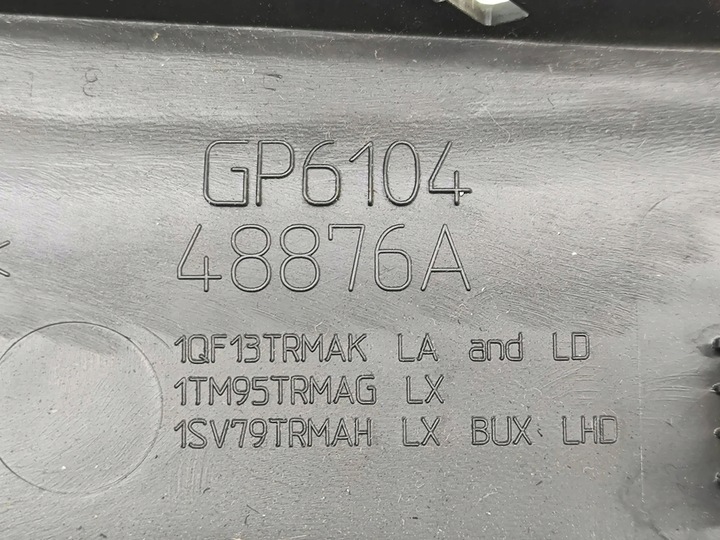 GP6104
48876A
1QF13TRMAK LA and LD
1TM95TRMAG LX
1SV79TRMAH LX BUX LHD